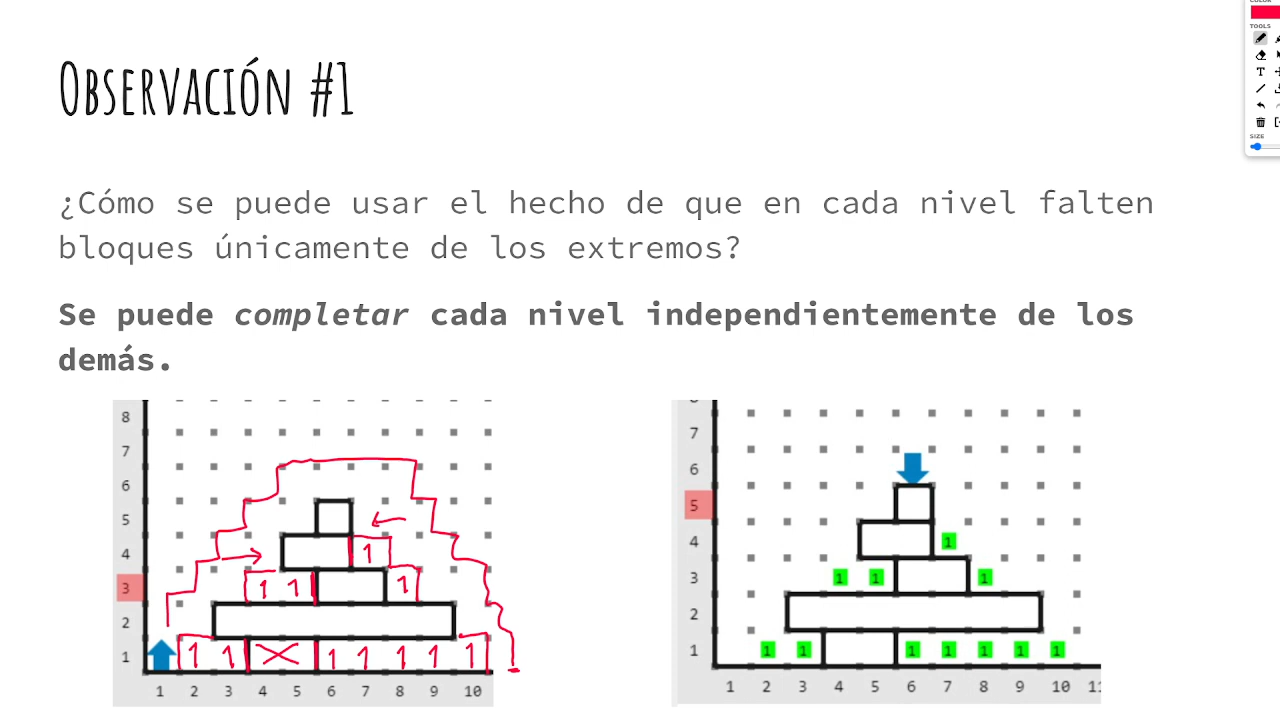 COLOR
TOOLS
T
SIZE
OBSERVACIÓN #1
¿Cómo se puede usar el hecho de que en cada nivel falten
bloques únicamente de los extremos?
Se puede completar cada nivel independientemente de los
demás.
8
7
6
5
4 1
3 1 1 1
2
1 1 1 X 1 1 1 1 1
1 2 3 4 5 6 7 8 9 10
7
6
5
4 1
3 1 1 1
2
1 1 1 1 1 1 1 1
1 2 3 4 5 6 7 8 9 10 11